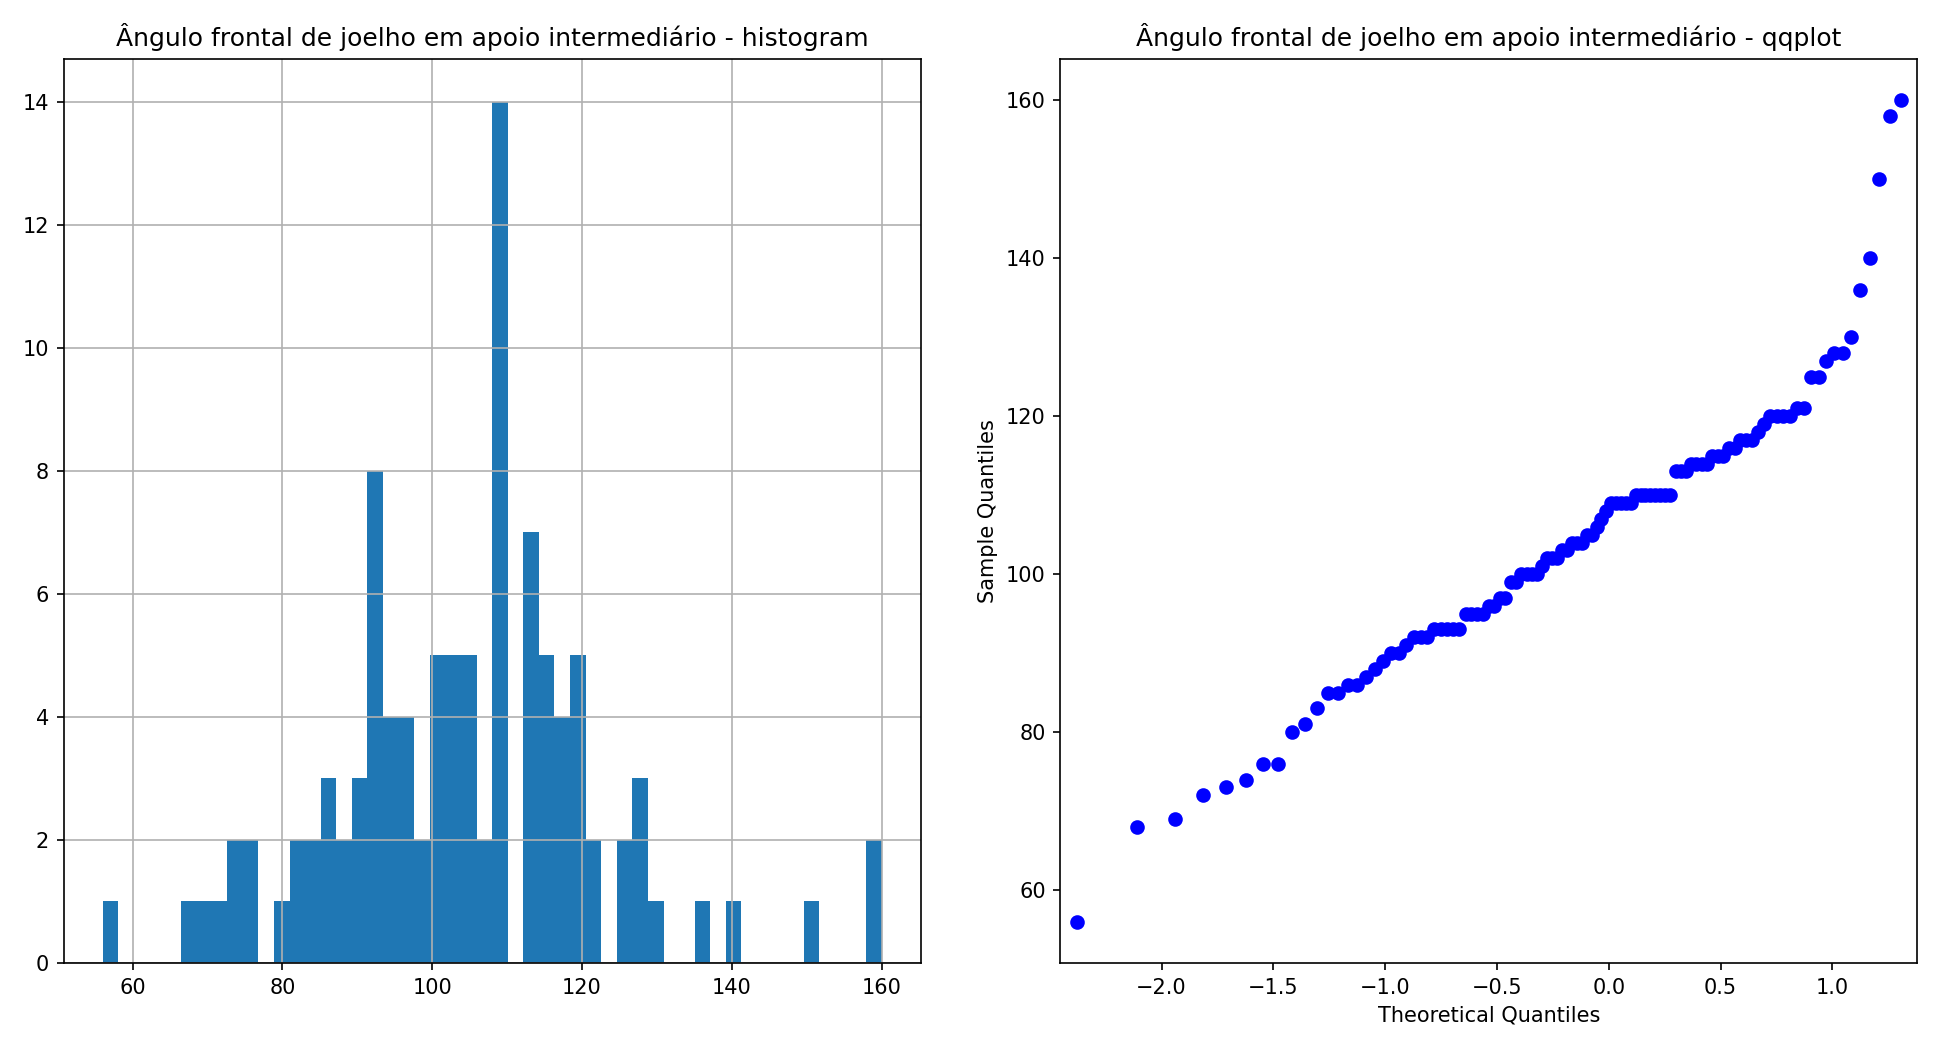 Ângulo frontal de joelho em apoio intermediário - histogram
14
12
10
8
6
4
2
0
60 80 100 120 140 160
Ângulo frontal de joelho em apoio intermediário - qqplot
Sample Quantiles
160
140
120
100
80
60
−2.0 −1.5 −1.0 −0.5 0.0 0.5 1.0
Theoretical Quantiles